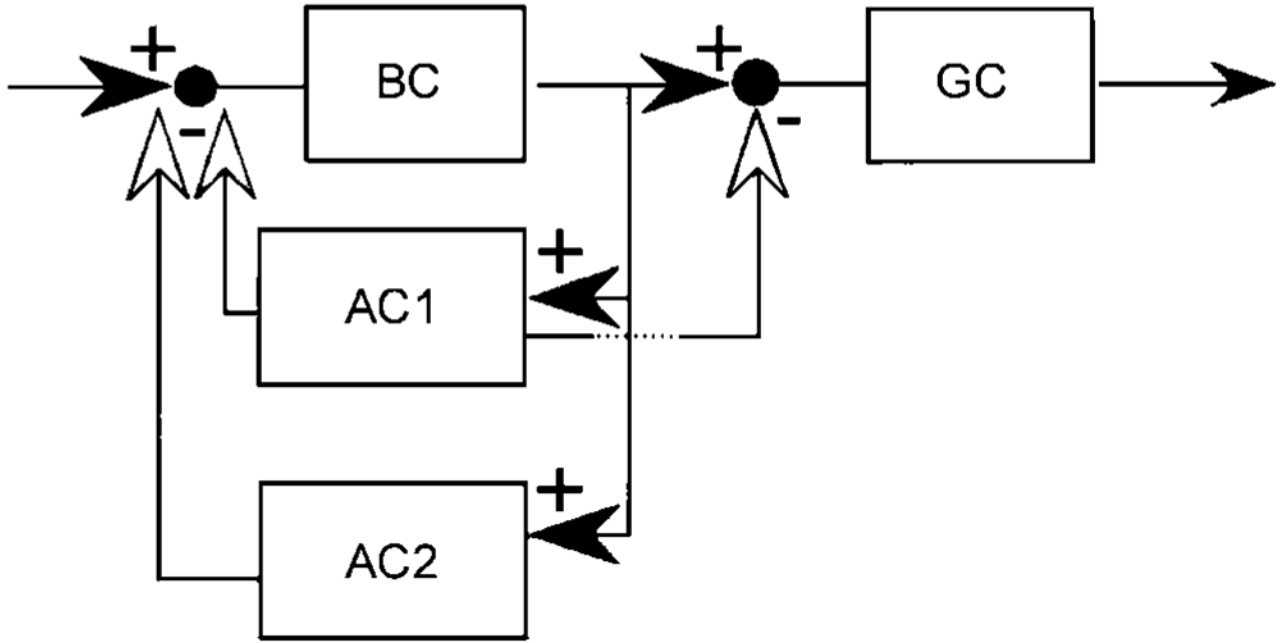 + + 
BC GC
- -
+
AC1
+
AC2